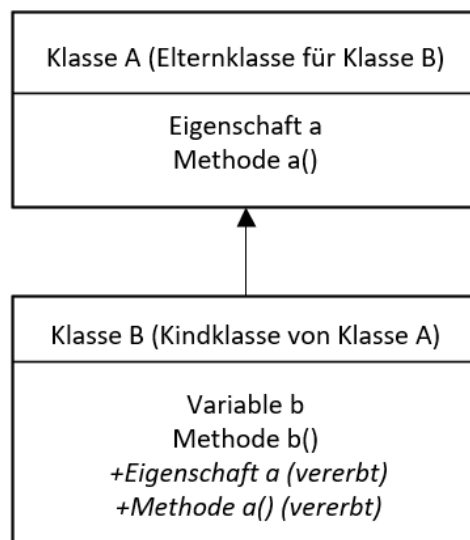 Klasse A (Elternklasse für Klasse B)
Eigenschaft a
Methode a()
Klasse B (Kindklasse von Klasse A)
Variable b
Methode b()
+Eigenschaft a (vererbt)
+Methode a() (vererbt)